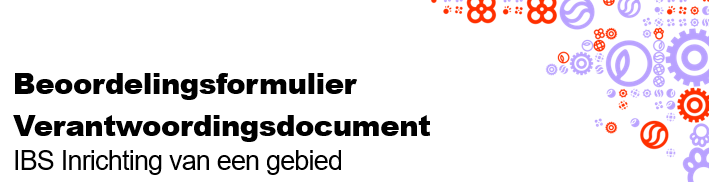 Beoordelingsformulier
Verantwoordingsdocument
IBS Inrichting van een gebied